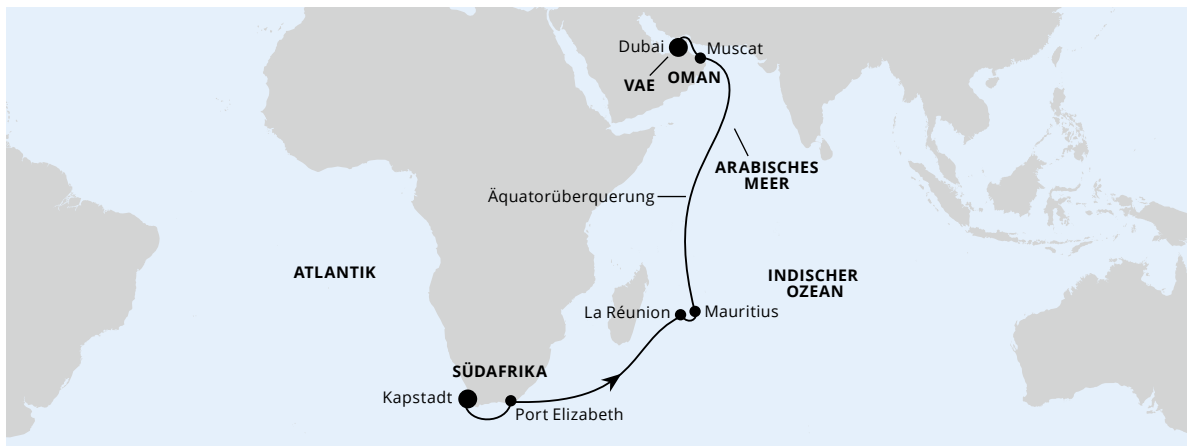 Dubai
Muscat
VAE
OMAN
ARABISCHES
MEER
Äquatorüberquerung
ATLANTIK
INDISCHER
OZEAN
La Réunion
Mauritius
SÜDAFRIKA
Kapstadt
Port Elizabeth